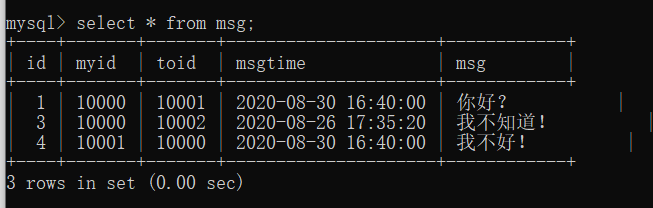 mysql> select * from msg;
+----+-------+-------+---------------------+------------+
| id | myid | toid | msgtime | msg |
+----+-------+-------+---------------------+------------+
| 1 | 10000 | 10001 | 2020-08-30 16:40:00 | 你好? |
| 3 | 10000 | 10002 | 2020-08-26 17:35:20 | 我不知道! |
| 4 | 10001 | 10000 | 2020-08-30 16:40:00 | 我不好! |
+----+-------+-------+---------------------+------------+
3 rows in set (0.00 sec)